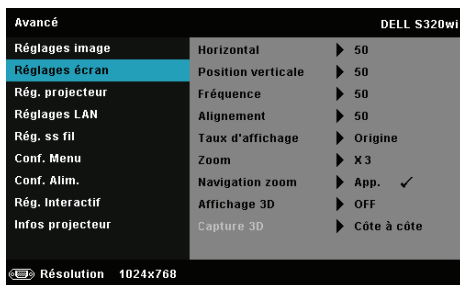 Avancé DELL S320wi
Réglages image
Réglages écran
Rég. projecteur
Réglages LAN
Rég. ss fil
Conf. Menu
Conf. Alim.
Rég. Interactif
Infos projecteur
Horizontal 50
Position verticale 50
Fréquence 50
Alignement 50
Taux d'affichage Origine
Zoom X 3
Navigation zoom App. ✓
Affichage 3D OFF
Capture 3D Côte à côte
Résolution 1024x768